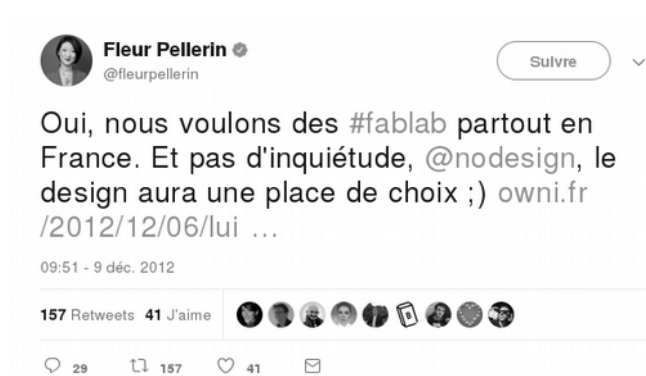 Fleur Pellerin
@fleurpellerin
Suivre
Oui, nous voulons des #fablab partout en
France. Et pas d'inquiétude, @nodesign, le
design aura une place de choix ;) owni.fr
/2012/12/06/lui …
09:51 - 9 déc. 2012
157 Retweets 41 J'aime
29 157 41